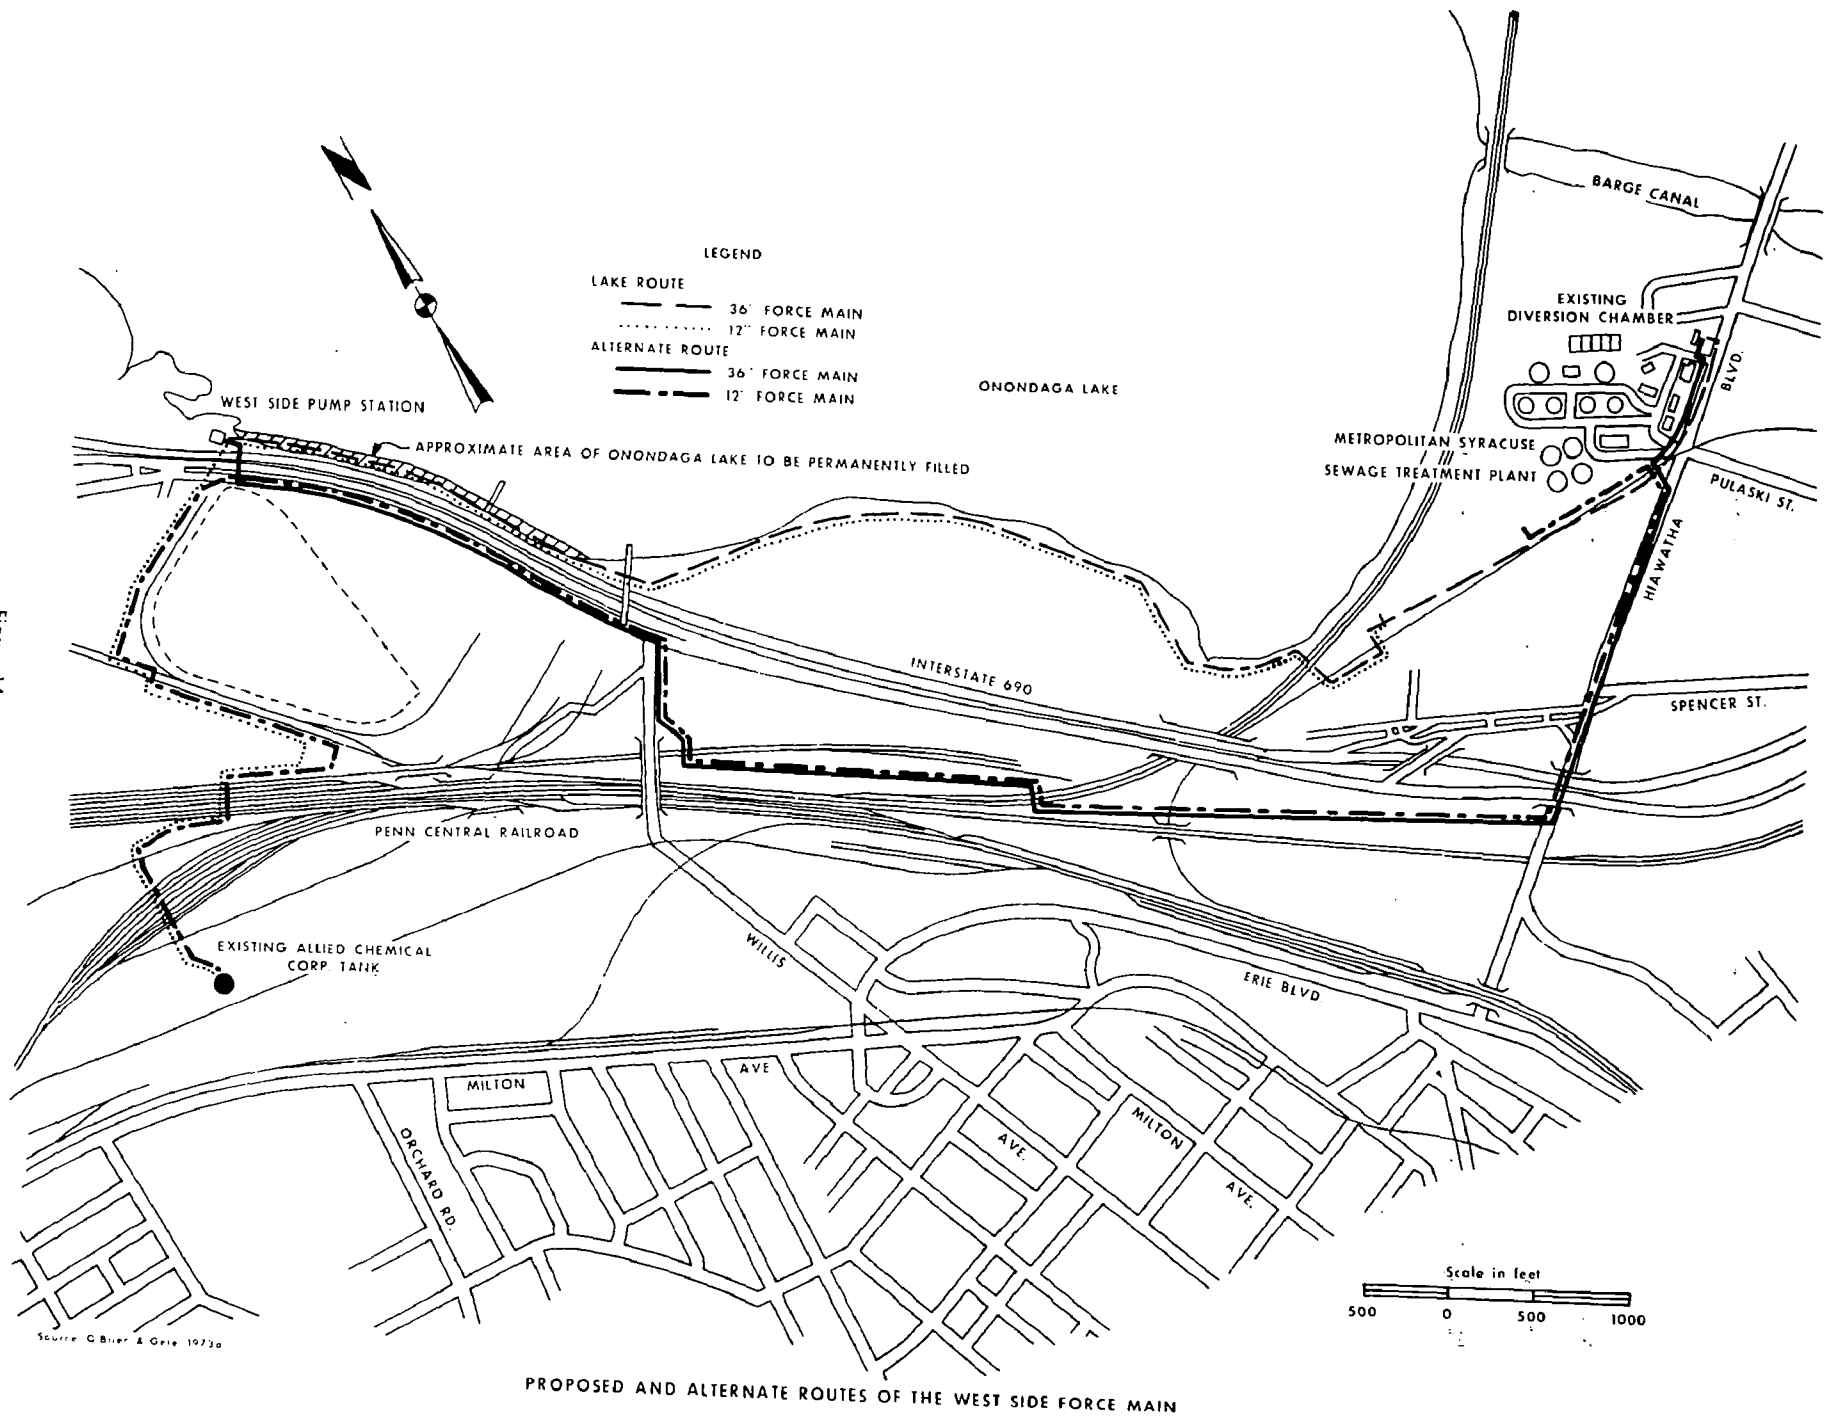 BARGE CANAL
LEGEND
LAKE ROUTE
36' FORCE MAIN
12" FORCE MAIN
ALTERNATE ROUTE
36' FORCE MAIN
12' FORCE MAIN
EXISTING
DIVERSION CHAMBER
BLVD.
ONONDAGA LAKE
WEST SIDE PUMP STATION
APPROXIMATE AREA OF ONONDAGA LAKE TO BE PERMANENTLY FILLED
METROPOLITAN SYRACUSE
SEWAGE TREATMENT PLANT
PULASKI ST.
HIAWATHA
INTERSTATE 690
SPENCER ST.
PENN CENTRAL RAILROAD
EXISTING ALLIED CHEMICAL
CORP. TANK
WILLIS
ERIE BLVD.
MILTON
AVE
ORCHARD RD.
AVE.
MILTON
AVE.
Scale in feet
500 0 500 1000
Source O'Brien & Gere 1973a
PROPOSED AND ALTERNATE ROUTES OF THE WEST SIDE FORCE MAIN